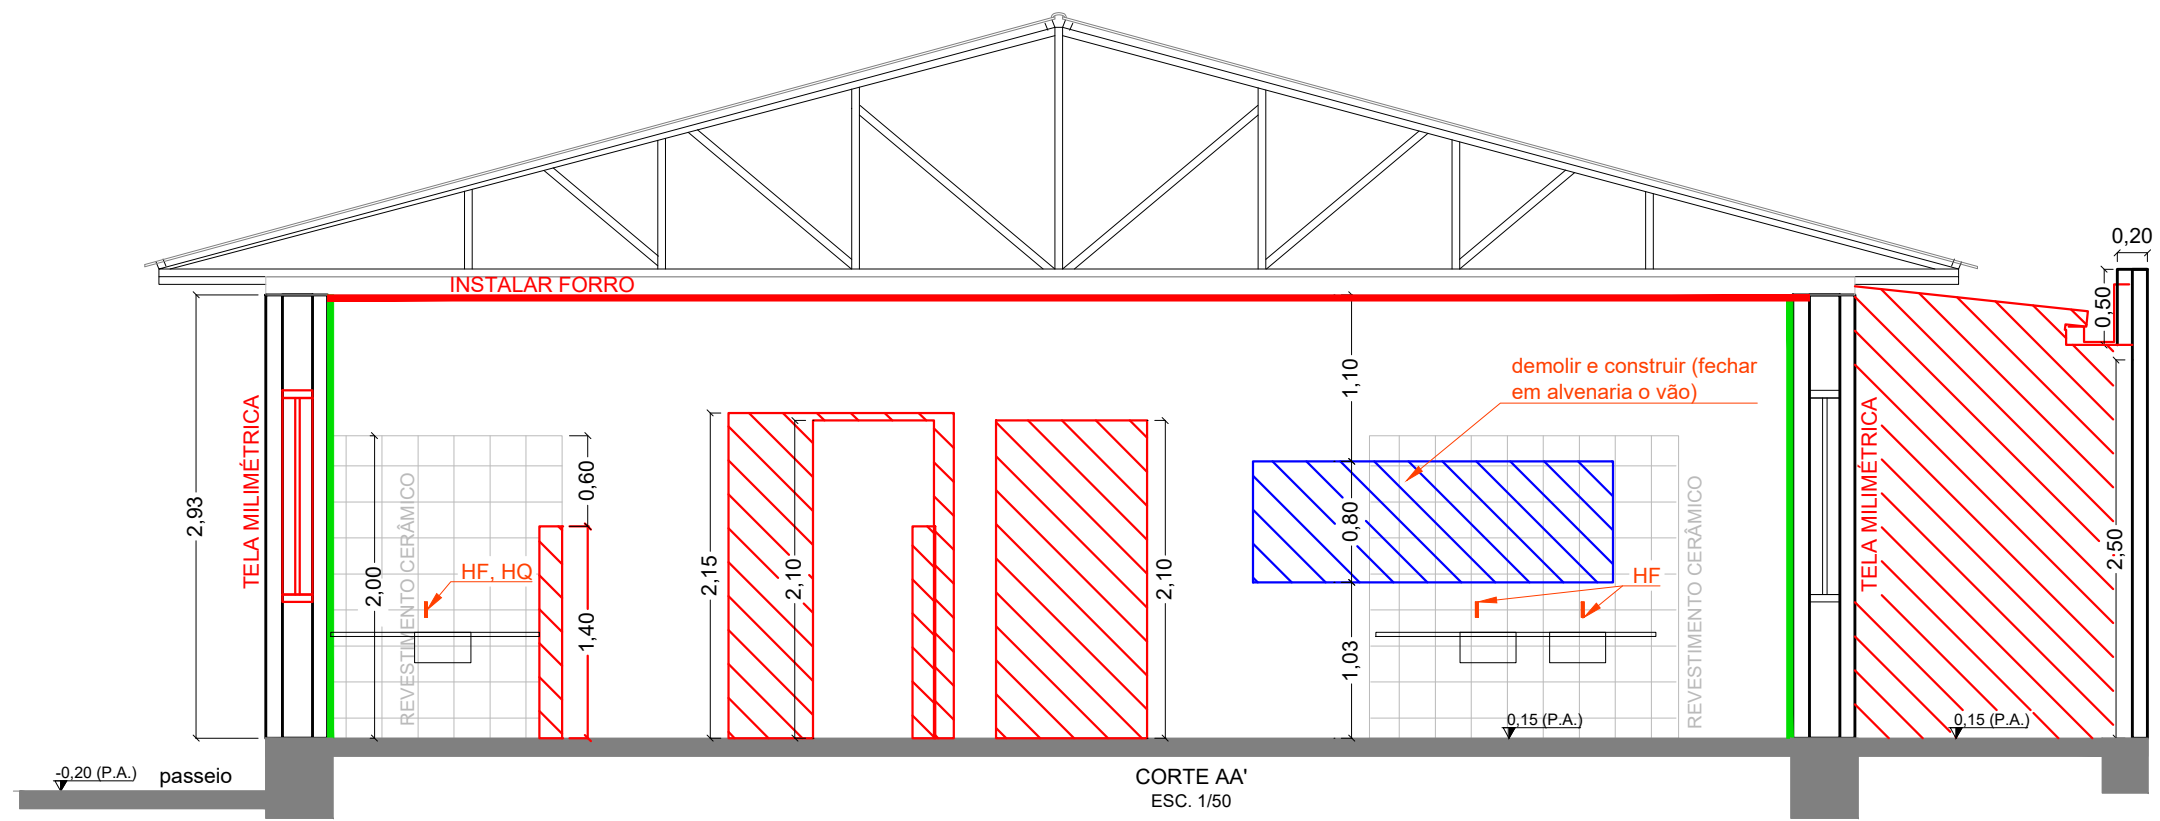 0,20
INSTALAR FORRO
0,50
1,10
demolir e construir (fechar
em alvenaria o vão)
TELA MILIMÉTRICA
TELA MILIMÉTRICA
2,93
0,60
REVESTIMENTO CERÂMICO
2,00
HF, HQ
1,40
2,15
2,10
2,10
0,80
HF
REVESTIMENTO CERÂMICO
2,50
1,03
0,15 (P.A.)
0,15 (P.A.)
-0,20 (P.A.)
passeio
CORTE AA'
ESC. 1/50